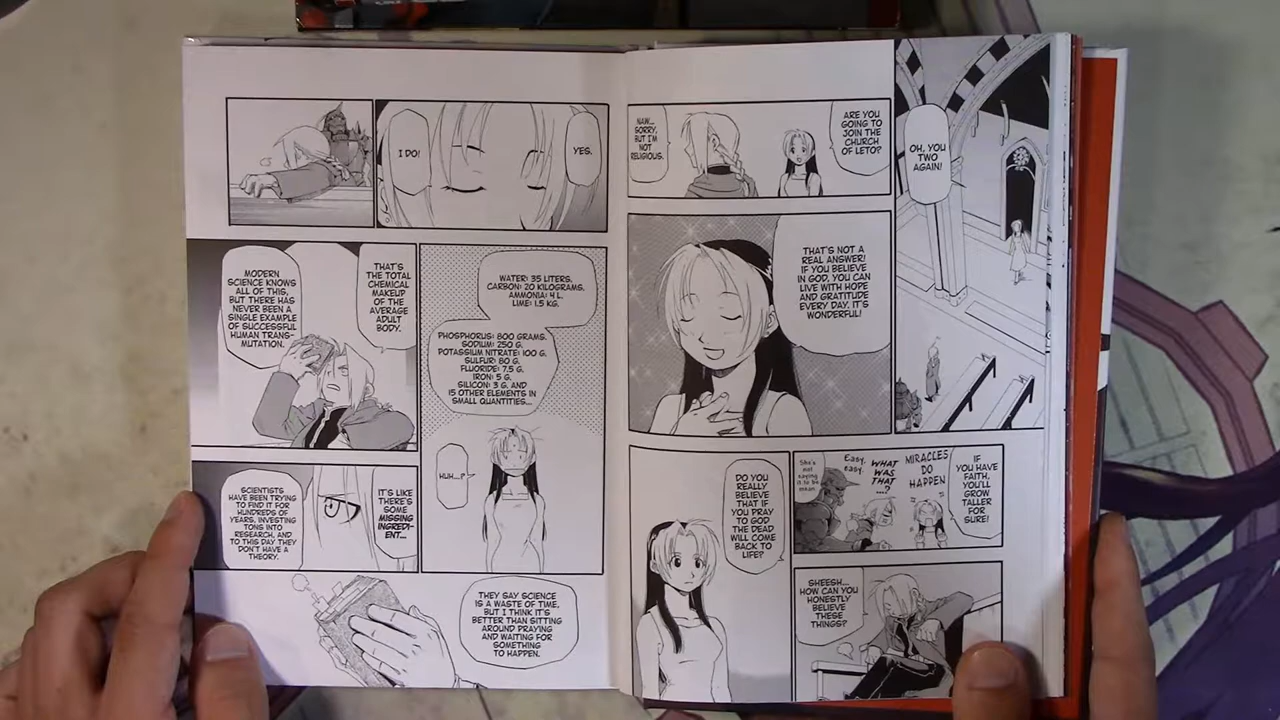 OH, YOU
TWO
AGAIN!
ARE YOU
GOING TO
JOIN THE
CHURCH
OF LETO?
NAW...
SORRY,
BUT I'M
NOT
RELIGIOUS.
THAT'S NOT A
REAL ANSWER!
IF YOU BELIEVE
IN GOD, YOU CAN
LIVE WITH HOPE
AND GRATITUDE
EVERY DAY. IT'S
WONDERFUL!
IF YOU
HAVE FAITH,
YOU'LL
GROW
TALLER
FOR
SURE!
MIRACLES
DO
HAPPEN
WHAT
WAS
THAT
...?
Easy,
easy.
She's
not
saying
it to be
mean.
SHEESH...
HOW CAN YOU
HONESTLY
BELIEVE
THESE
THINGS?
DO YOU
REALLY
BELIEVE
THAT IF
YOU PRAY
TO GOD
THE DEAD
WILL COME
BACK TO
LIFE?
YES.
I DO!
WATER: 35 LITERS,
CARBON: 20 KILOGRAMS,
AMMONIA: 4 L,
LIME: 1.5 KG,
PHOSPHORUS: 800 GRAMS,
SODIUM: 250 G,
POTASSIUM NITRATE: 100 G,
SULFUR: 80 G,
FLUORIDE: 7.5 G,
IRON: 5 G,
SILICON: 3 G, AND
15 OTHER ELEMENTS IN
SMALL QUANTITIES...
HUH...?
THAT'S
THE TOTAL
CHEMICAL
MAKEUP
OF THE
AVERAGE
ADULT
BODY.
MODERN
SCIENCE KNOWS
ALL OF THIS,
BUT THERE HAS
NEVER BEEN A
SINGLE EXAMPLE
OF SUCCESSFUL
HUMAN TRANS-
MUTATION.
IT'S LIKE
THERE'S
SOME
MISSING
INGREDI-
ENT...
SCIENTISTS
HAVE BEEN TRYING
TO FIND IT FOR
HUNDREDS OF
YEARS, INVESTING
TONS INTO
RESEARCH, AND
TO THIS DAY THEY
DON'T HAVE A
THEORY.
THEY SAY SCIENCE
IS A WASTE OF TIME,
BUT I THINK IT'S
BETTER THAN SITTING
AROUND PRAYING
AND WAITING FOR
SOMETHING
TO HAPPEN.